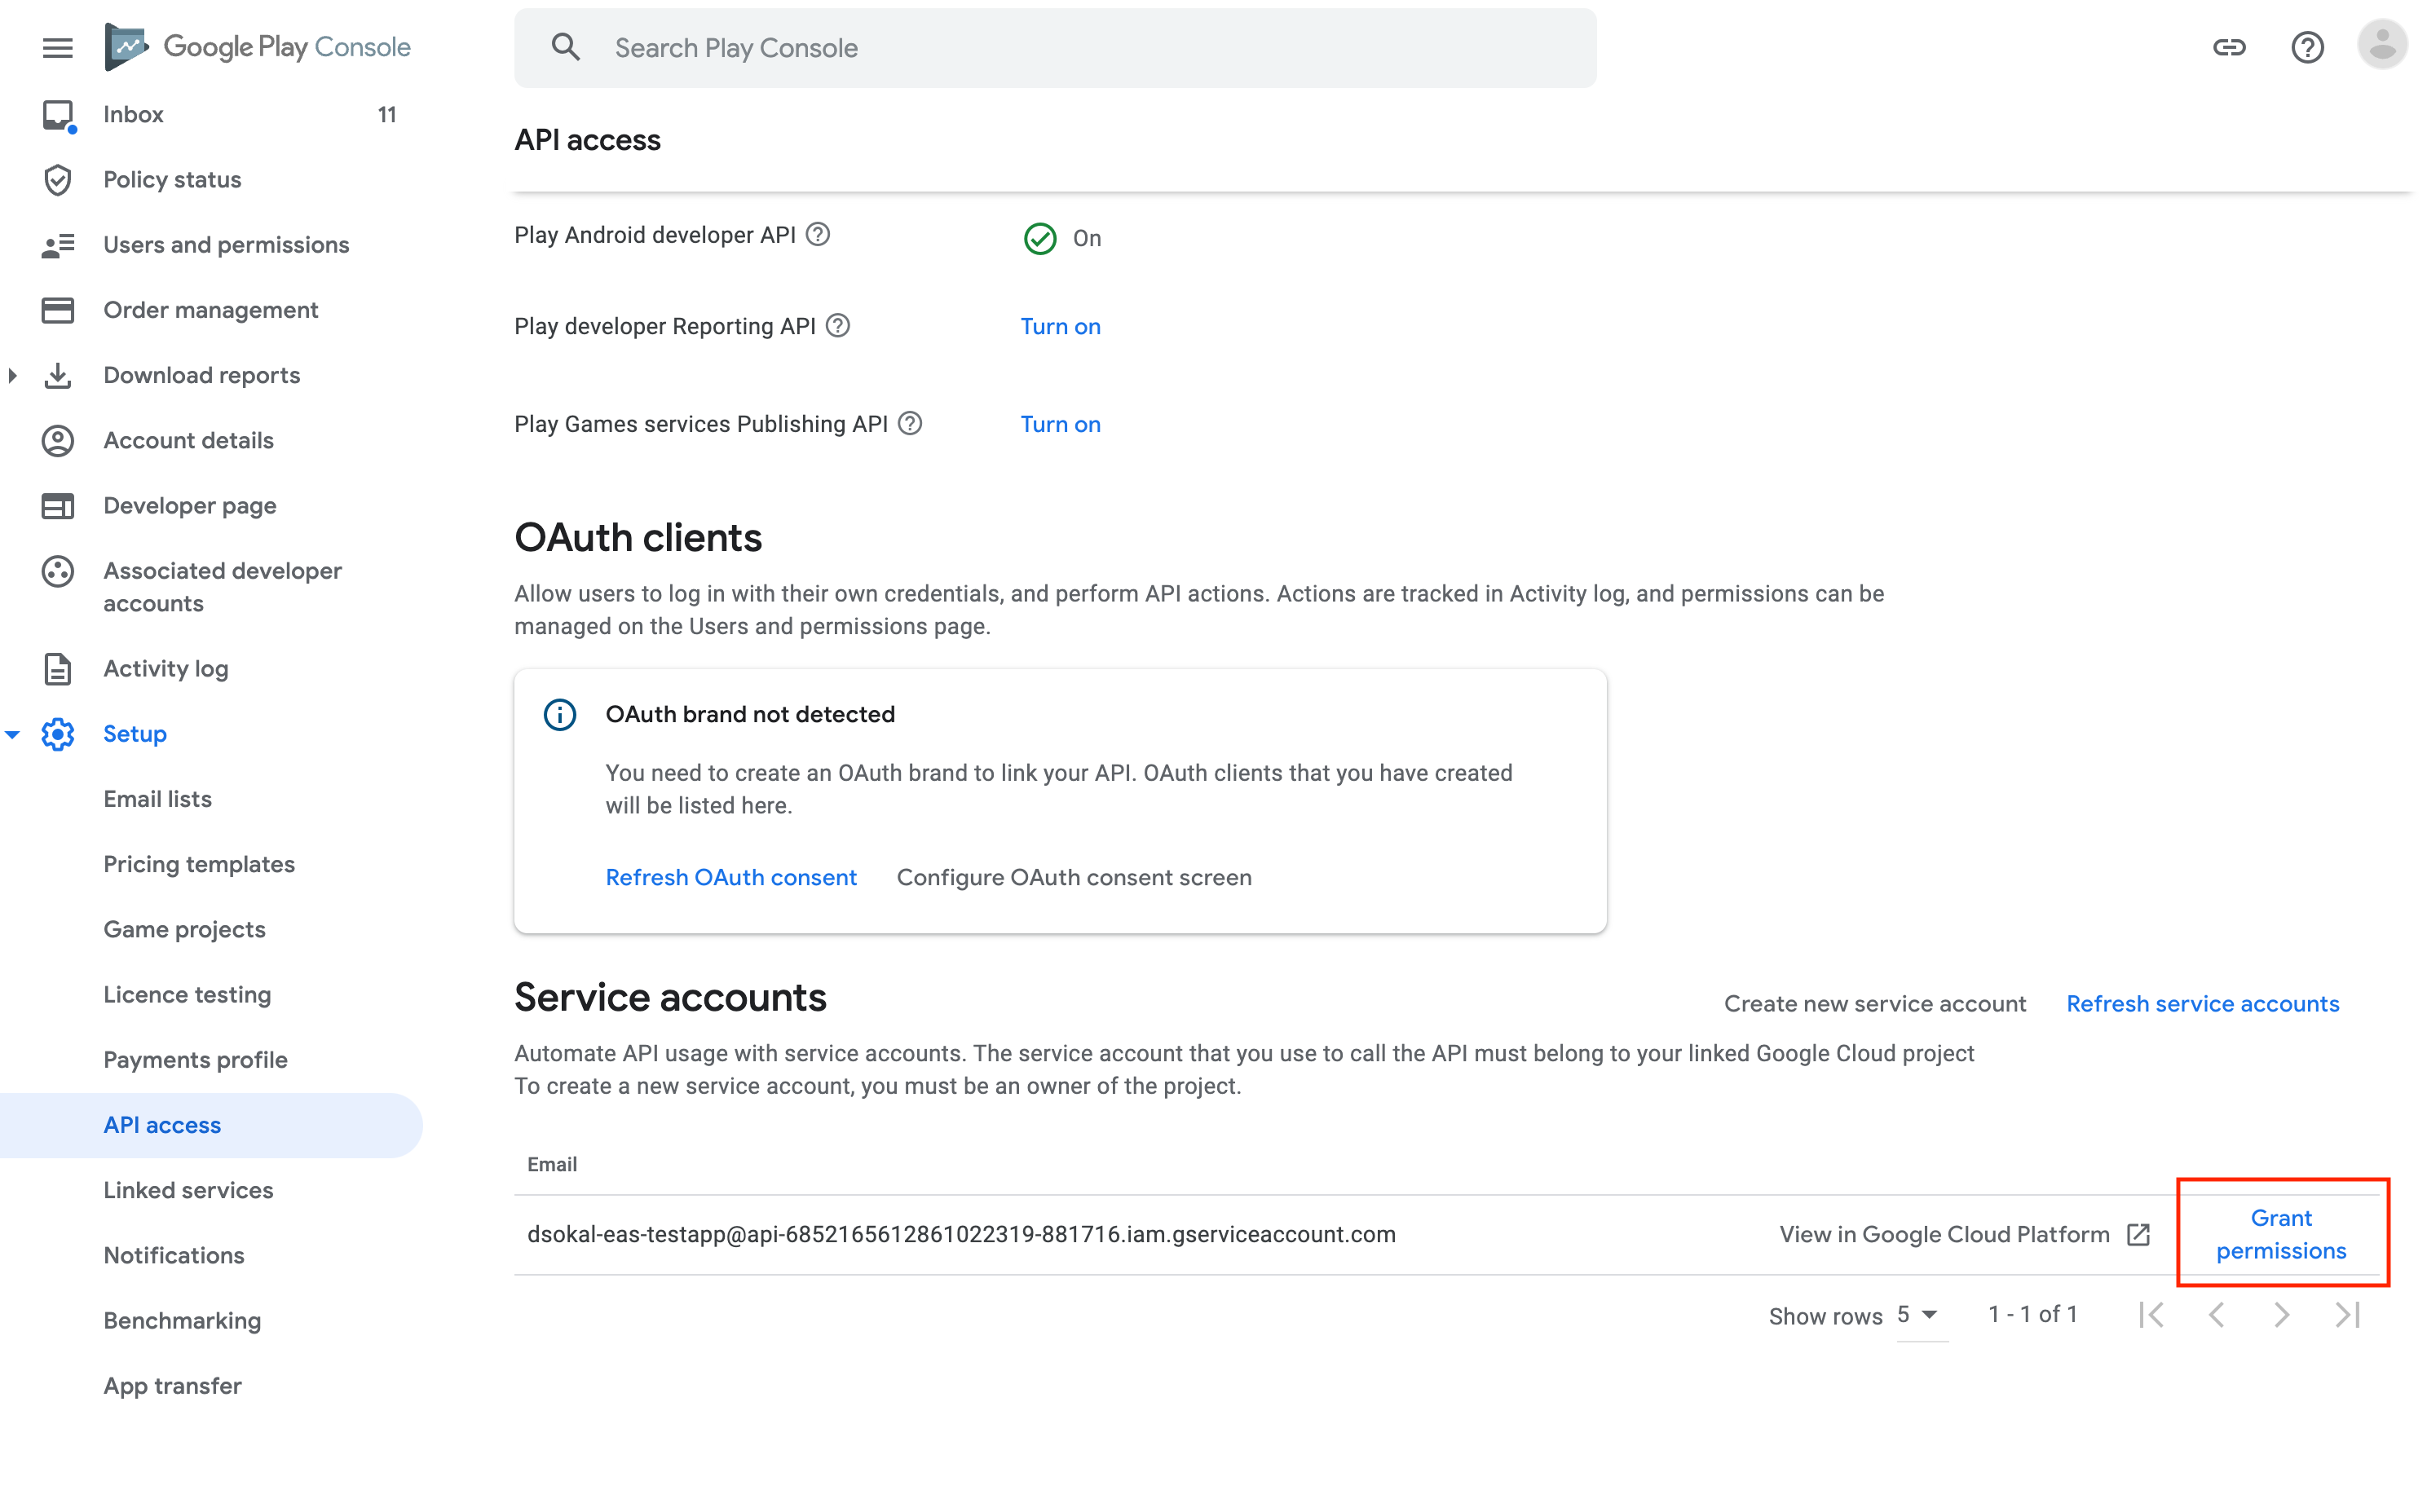 Google Play Console
Search Play Console
Inbox 11
Policy status
Users and permissions
Order management
Download reports
Account details
Developer page
Associated developer
accounts
Activity log
Setup
Email lists
Pricing templates
Game projects
Licence testing
Payments profile
API access
Linked services
Notifications
Benchmarking
App transfer
API access
Play Android developer API On
Play developer Reporting API Turn on
Play Games services Publishing API Turn on
OAuth clients
Allow users to log in with their own credentials, and perform API actions. Actions are tracked in Activity log, and permissions can be
managed on the Users and permissions page.
OAuth brand not detected
You need to create an OAuth brand to link your API. OAuth clients that you have created
will be listed here.
Refresh OAuth consent Configure OAuth consent screen
Service accounts Create new service account Refresh service accounts
Automate API usage with service accounts. The service account that you use to call the API must belong to your linked Google Cloud project
To create a new service account, you must be an owner of the project.
Email
dsokal-eas-testapp@api-6852165612861022319-881716.iam.gserviceaccount.com View in Google Cloud Platform Grant
permissions
Show rows 5 1 - 1 of 1